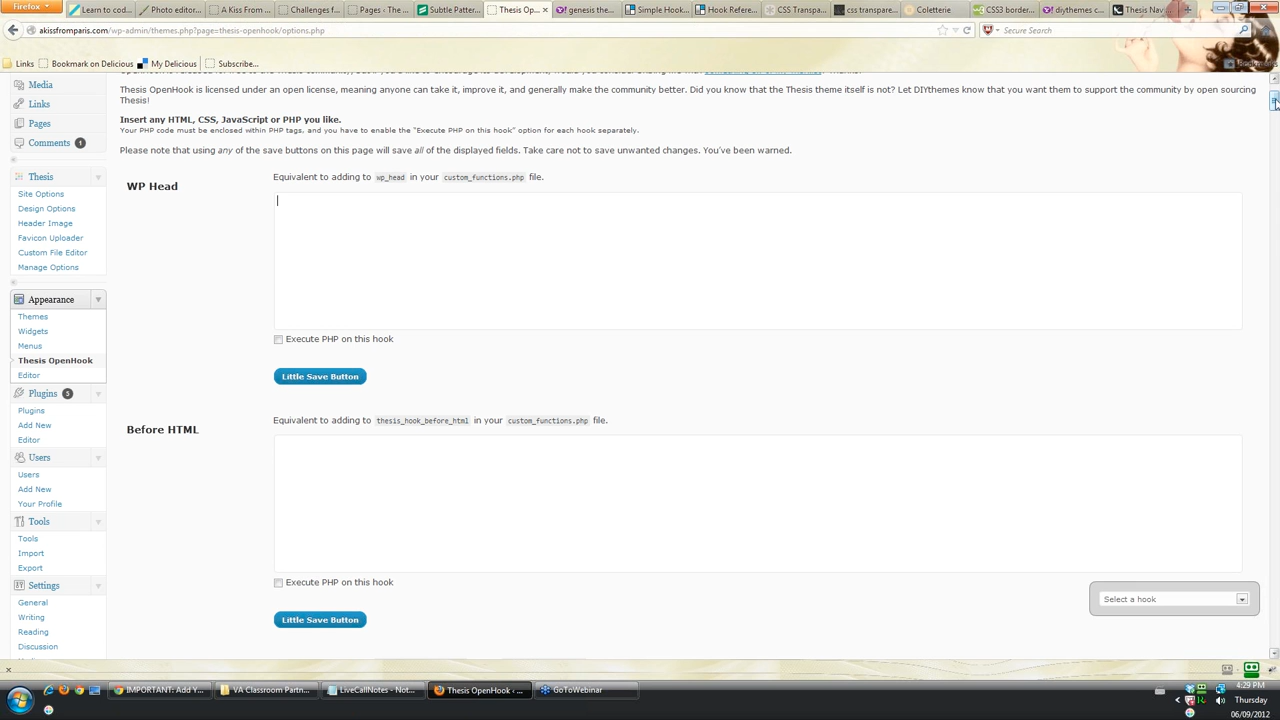 Firefox
Learn to cod...
Photo editor...
A Kiss From ...
Challenges f...
Pages < The ...
Subtle Patter...
Thesis Op...
genesis the...
Simple Hook...
Hook Refere...
CSS Transpa...
css transpare...
Coletterie
CSS3 border...
diythemes c...
Thesis Nav...
akissfromparis.com/wp-admin/themes.php?page=thesis-openhook/options.php
Secure Search
Links
Bookmark on Delicious
My Delicious
Subscribe...
Thesis OpenHook is licensed under an open license, meaning anyone can take it, improve it, and generally make the community better. Did you know that the Thesis theme itself is not? Let DIYthemes know that you want them to support the community by open sourcing
Thesis!
Insert any HTML, CSS, JavaScript or PHP you like.
Your PHP code must be enclosed within PHP tags, and you have to enable the "Execute PHP on this hook" option for each hook separately.
Please note that using any of the save buttons on this page will save all of the displayed fields. Take care not to save unwanted changes. You've been warned.
Media
Links
Pages
Comments 1
Thesis
Site Options
Design Options
Header Image
Favicon Uploader
Custom File Editor
Manage Options
Appearance
Themes
Widgets
Menus
Thesis OpenHook
Editor
Plugins 5
Plugins
Add New
Editor
Users
Users
Add New
Your Profile
Tools
Tools
Import
Export
Settings
General
Writing
Reading
Discussion
WP Head
Equivalent to adding to wp_head in your custom_functions.php file.
Execute PHP on this hook
Little Save Button
Before HTML
Equivalent to adding to thesis_hook_before_html in your custom_functions.php file.
Execute PHP on this hook
Little Save Button
Select a hook
IMPORTANT: Add Y...
VA Classroom Partn...
LiveCallNotes - Not...
Thesis OpenHook < ...
GoToWebinar
4:29 PM
Thursday
06/09/2012